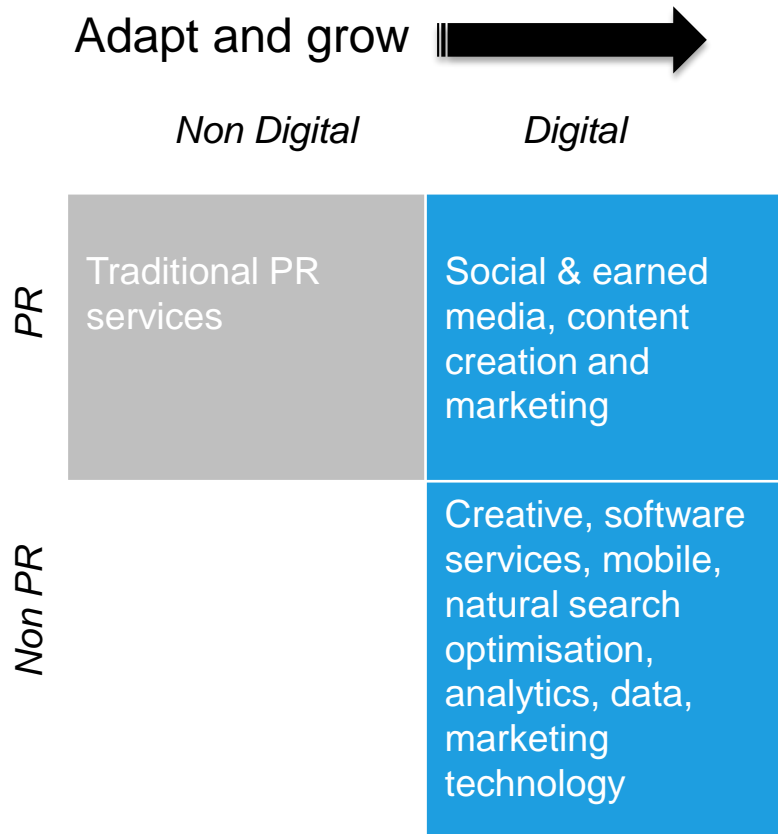 Adapt and grow
Non Digital
Digital
PR
Traditional PR
services
Social & earned
media, content
creation and
marketing
Non PR
Creative, software
services, mobile,
natural search
optimisation,
analytics, data,
marketing
technology